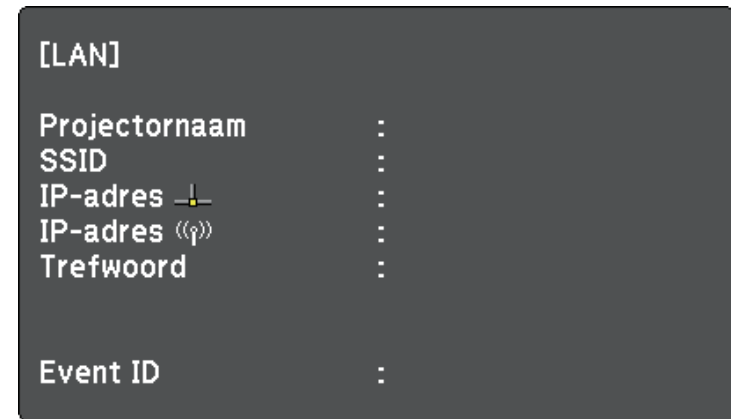 [LAN]
Projectornaam :
SSID :
IP-adres :
IP-adres :
Trefwoord :
Event ID :